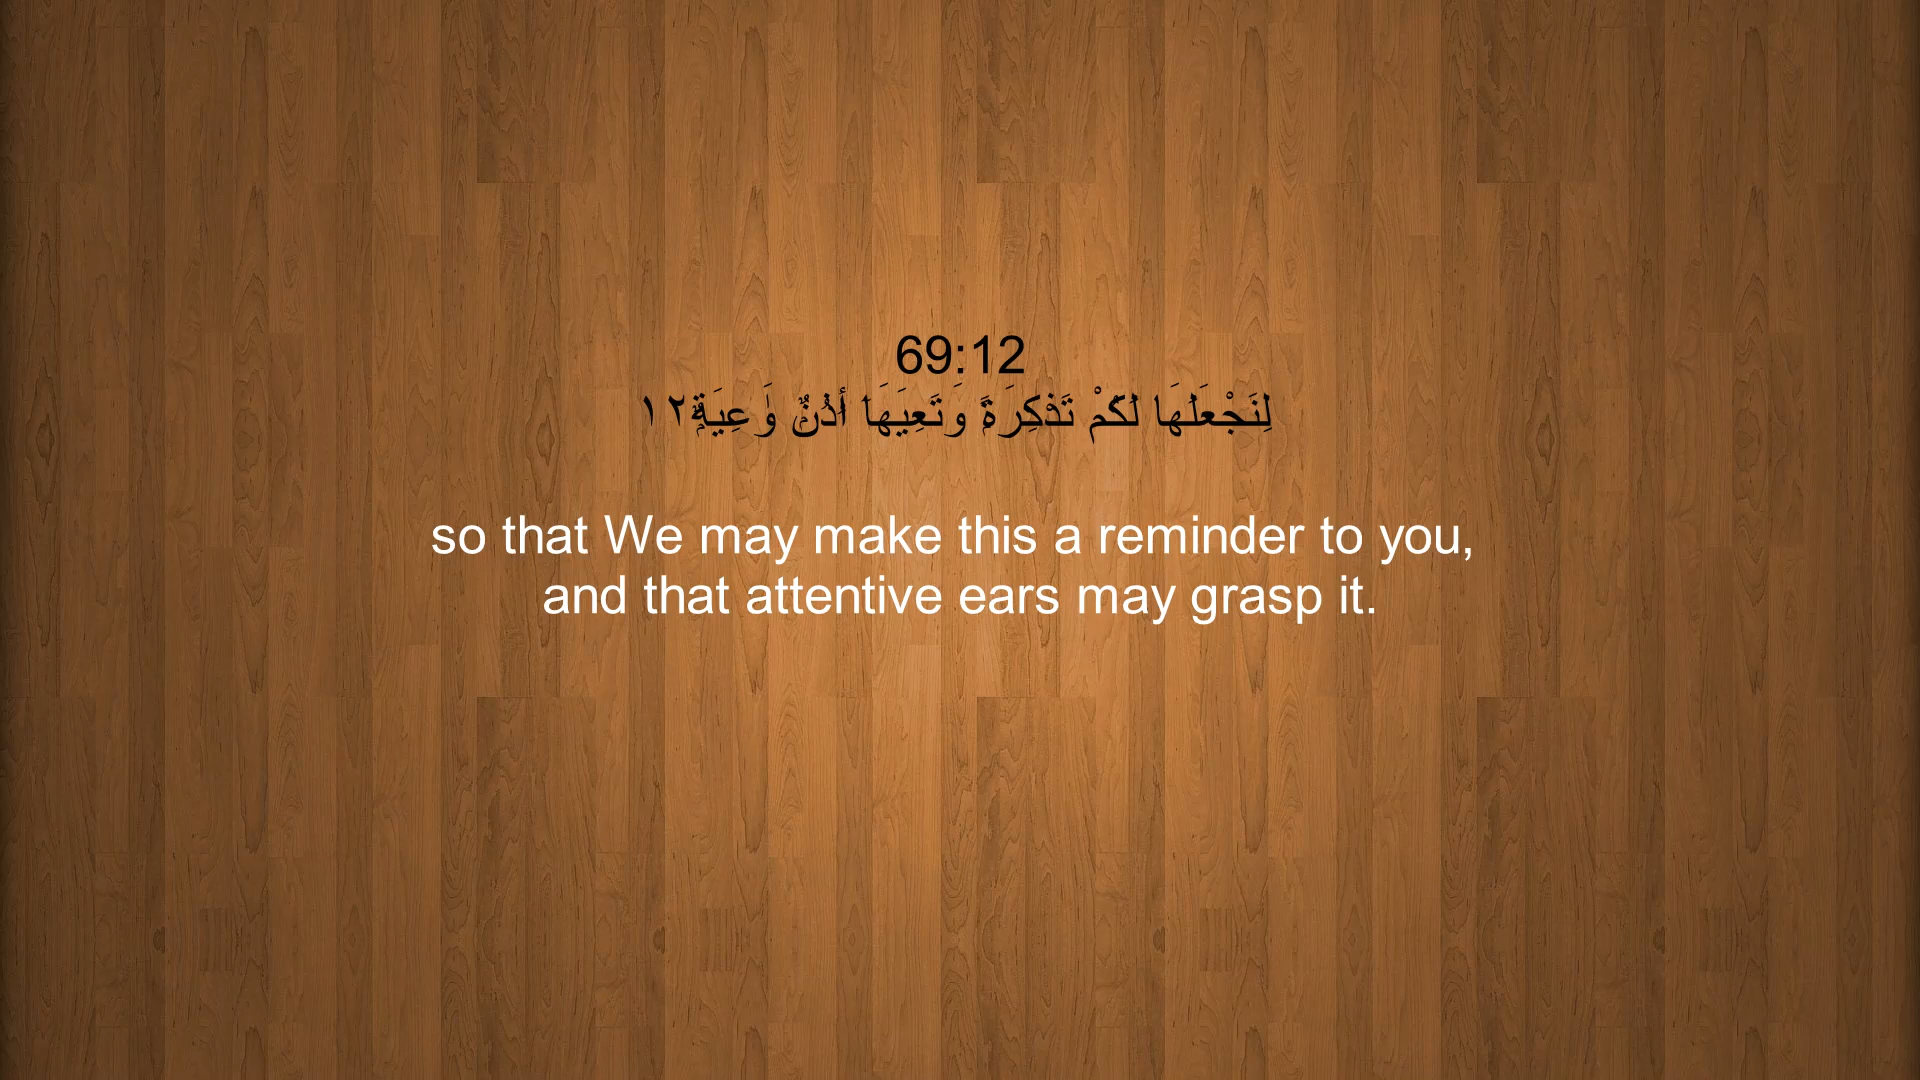 69:12
لِنَجْعَلَهَا لَكُمْ تَذْكِرَةً وَتَعِيَهَآ أُذُنٌ وَٰعِيَةٌ ١٢
so that We may make this a reminder to you,
and that attentive ears may grasp it.